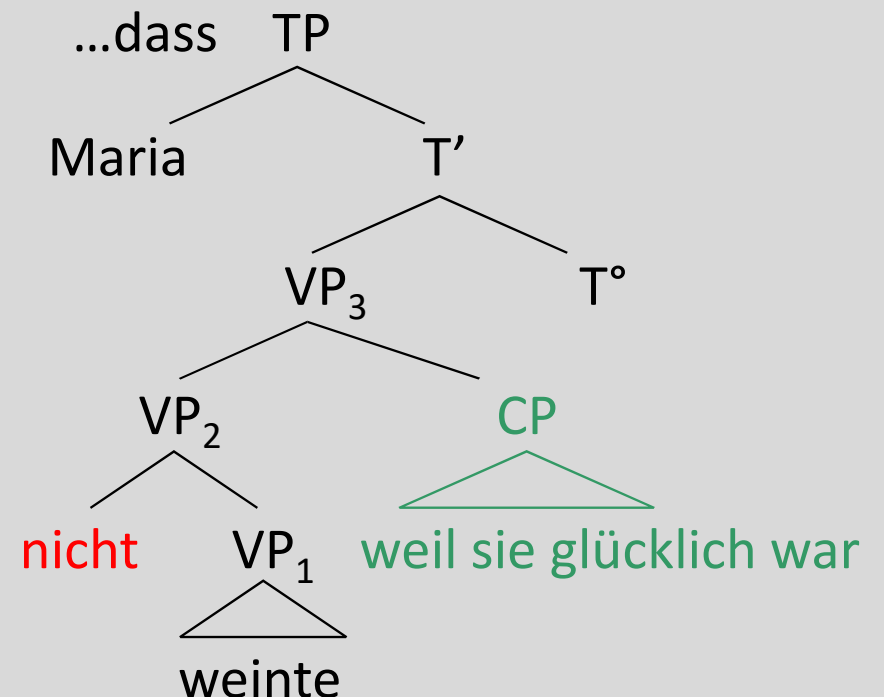 …dass TP
Maria T’
VP₃ T°
VP₂ CP
nicht VP₁ weil sie glücklich war
weinte